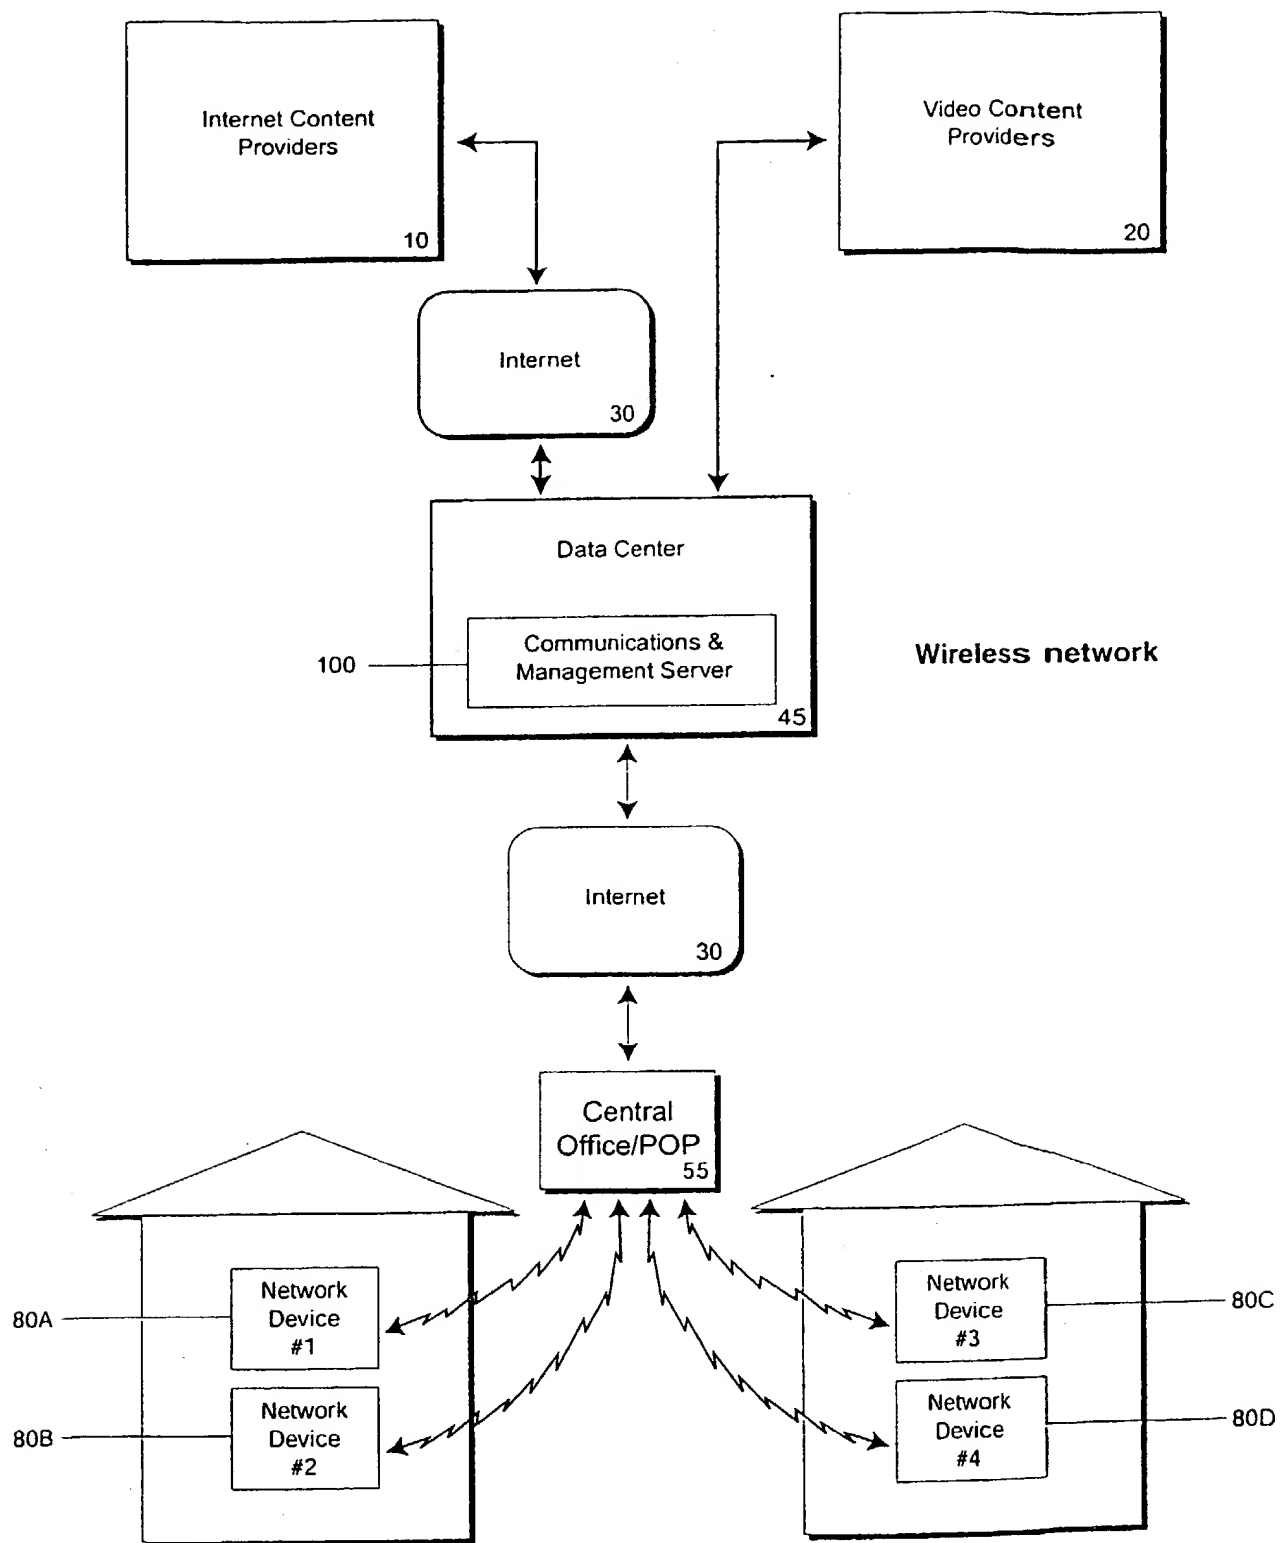 Internet Content
Providers
10
Video Content
Providers
20
Internet
30
Data Center
Communications &
Management Server
100
45
Wireless network
Internet
30
Central
Office/POP
55
Network
Device
#1
80A
Network
Device
#2
80B
Network
Device
#3
80C
Network
Device
#4
80D